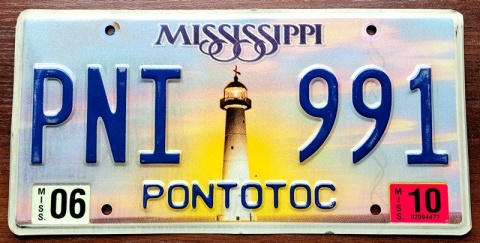 MISSISSIPPI
PNI 991
MISS. 06
PONTOTOC
MISS. 10